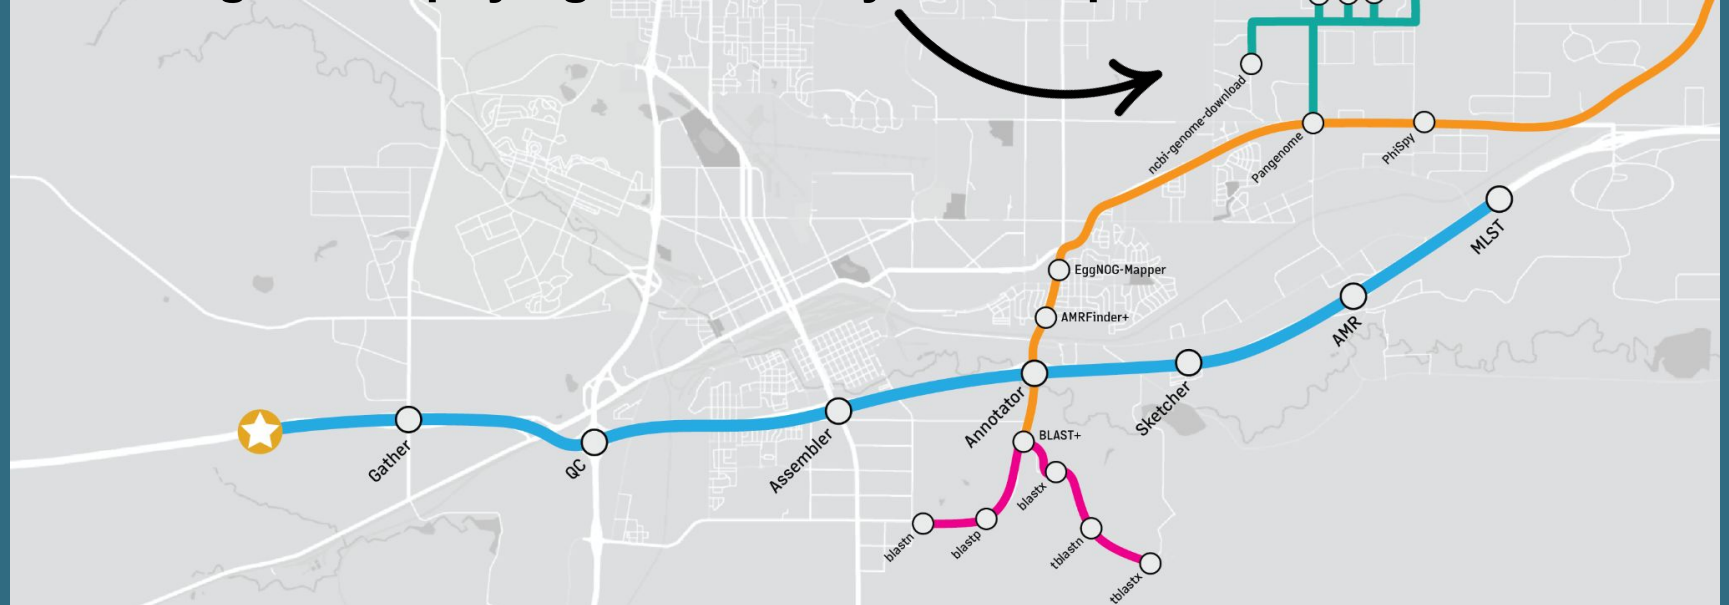 ncbi-genome-download
Pangenome
PhiSpy
MLST
EggNOG-Mapper
AMRFinder+
AMR
Annotator
Sketcher
Gather
QC
Assembler
BLAST+
blastx
blastn
blastp
tblastn
tblastx